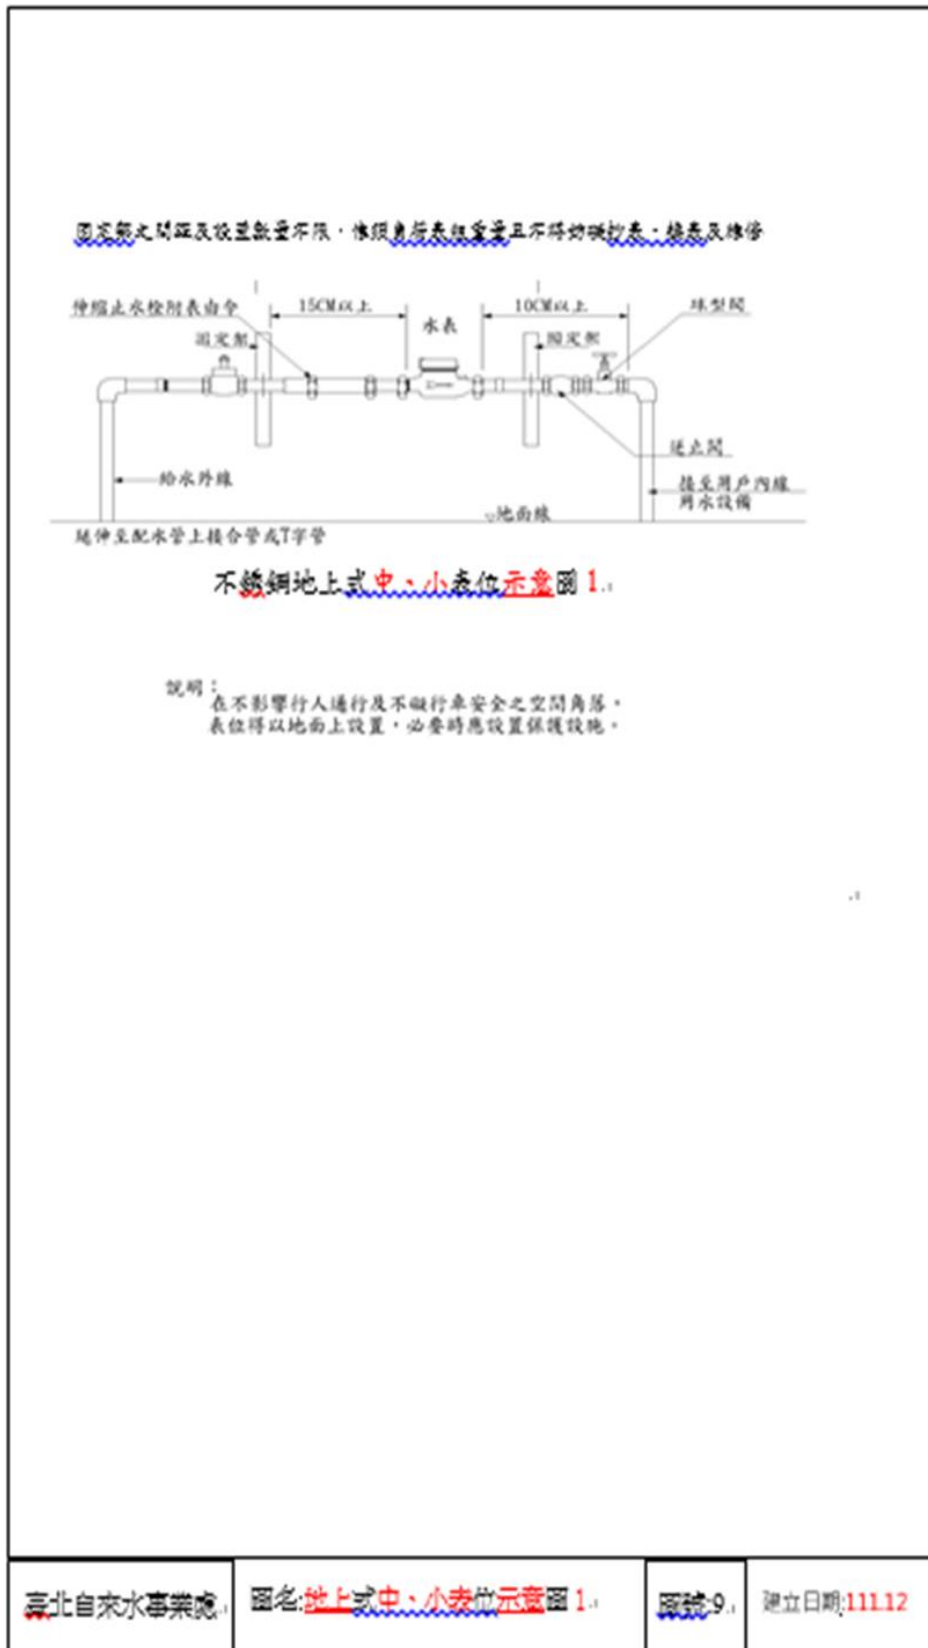 固定架之間距及設置數量不限，惟須負荷表組重量且不得妨礙抄表、換表及維修
伸縮止水栓附表由令
15CM以上
10CM以上
球型閥
水表
固定架
固定架
逆止閥
給水外線
接至用戶內線
用水設備
地面線
延伸至配水管上接合管或T字管
不銹鋼地上式中、小表位示意圖 1
說明：
在不影響行人通行及不礙行車安全之空間角落，
表位得以地面上設置，必要時應設置保護設施。
臺北自來水事業處
圖名:地上式中、小表位示意圖 1
圖號:9
建立日期:111.12